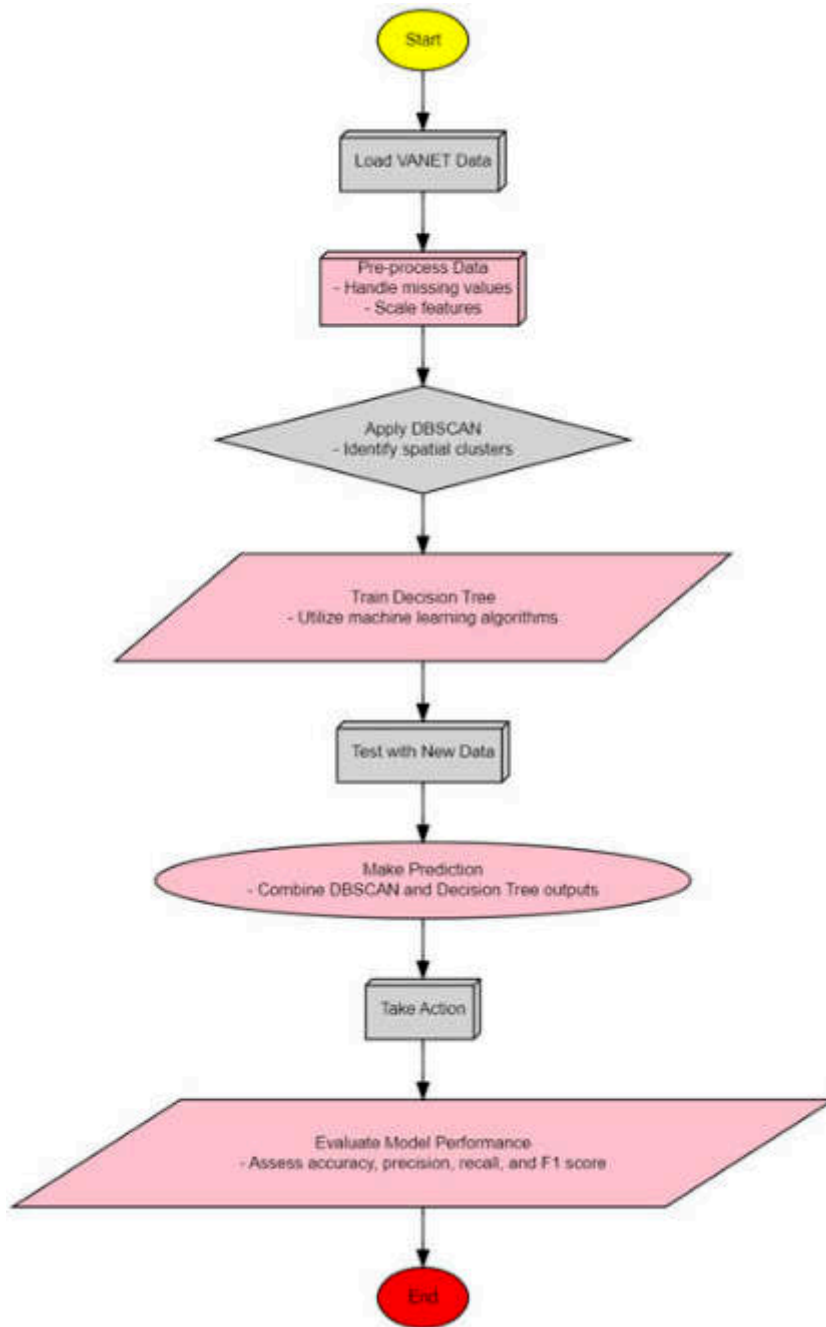 Start
Load VANET Data
Pre-process Data
- Handle missing values
- Scale features
Apply DBSCAN
- Identify spatial clusters
Train Decision Tree
- Utilize machine learning algorithms
Test with New Data
Make Prediction
- Combine DBSCAN and Decision Tree outputs
Take Action
Evaluate Model Performance
- Assess accuracy, precision, recall, and F1 score
End